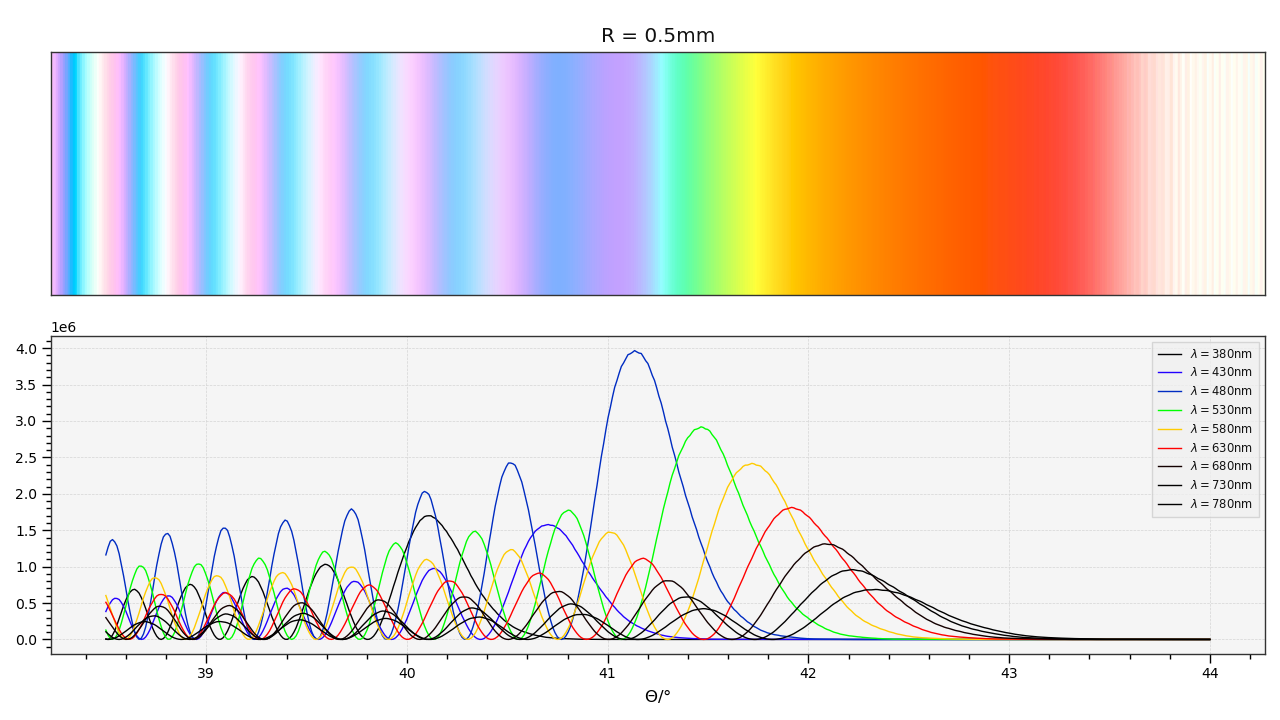 R = 0.5mm
1e6
4.0
3.5
3.0
2.5
2.0
1.5
1.0
0.5
0.0
λ = 380nm
λ = 430nm
λ = 480nm
λ = 530nm
λ = 580nm
λ = 630nm
λ = 680nm
λ = 730nm
λ = 780nm
39 40 41 42 43 44
Θ/°